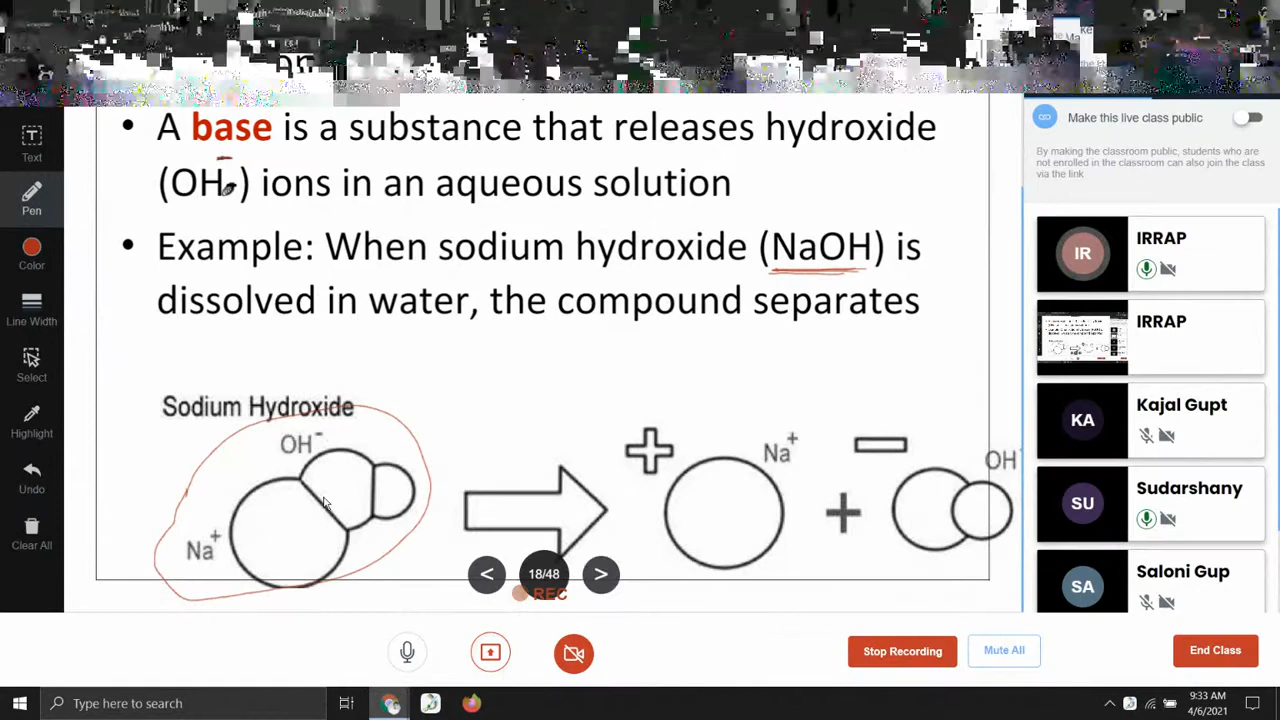 Make
Ma
• A base is a substance that releases hydroxide
(OH-) ions in an aqueous solution
• Example: When sodium hydroxide (NaOH) is
dissolved in water, the compound separates
Sodium Hydroxide
OH⁻
Na⁺
+
Na⁺
+
−
OH
18/48
<
>
REC
Text
Pen
Color
Line Width
Select
Highlight
Undo
Clear All
Make this live class public
By making the classroom public, students who are
not enrolled in the classroom can also join the class
via the link
IR
IRRAP
IRRAP
KA
Kajal Gupt
SU
Sudarshany
SA
Saloni Gup
Stop Recording
Mute All
End Class
Type here to search
9:33 AM
4/6/2021